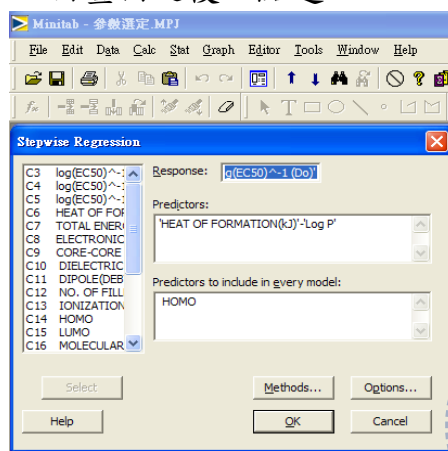 Minitab - 參數選定.MPJ
File Edit Data Calc Stat Graph Editor Tools Window Help
Stepwise Regression
C3 log(EC50)^-1
C4 log(EC50)^-:
C5 log(EC50)^-:
C6 HEAT OF FOR
C7 TOTAL ENER
C8 ELECTRONIC
C9 CORE-CORE
C10 DIELECTRIC
C11 DIPOLE(DEB
C12 NO. OF FILL
C13 IONIZATION
C14 HOMO
C15 LUMO
C16 MOLECULAR
Response: g(EC50)^-1 (Do)'
Predictors:
'HEAT OF FORMATION(kJ)'-'Log P'
Predictors to include in every model:
HOMO
Select
Methods... Options...
Help OK Cancel